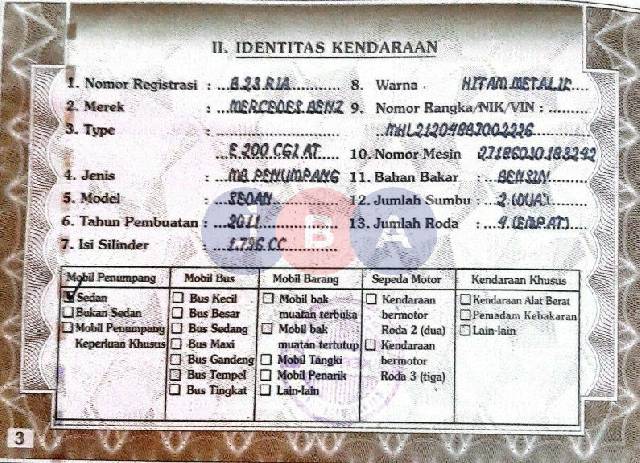 II. IDENTITAS KENDARAAN
1. Nomor Registrasi : B 23 RIA
2. Merek : MERCEDES BENZ
3. Type :
E 200 CGI AT
4. Jenis : MB. PENUMPANG
5. Model : SEDAN
6. Tahun Pembuatan : 2011
7. Isi Silinder : 1.796 CC
8. Warna : HITAM METALIC
9. Nomor Rangka/NIK/VIN :
10. Nomor Mesin
11. Bahan Bakar : BENSIN
12. Jumlah Sumbu : 2 (DUA)
13. Jumlah Roda : 4 (EMPAT)
B A
Mobil Penumpang
Sedan
Bukan Sedan
Mobil Penumpang
Keperluan Khusus
Mobil Bus
Bus Kecil
Bus Besar
Bus Sedang
Bus Maxi
Bus Gandeng
Bus Tempel
Bus Tingkat
Mobil Barang
Mobil bak
muatan terbuka
Mobil bak
muatan tertutup
Mobil Tangki
Mobil Penarik
Lain-lain
Sepeda Motor
Kendaraan
bermotor
Roda 2 (dua)
Kendaraan
bermotor
Roda 3 (tiga)
Kendaraan Khusus
Kendaraan Alat Berat
Pemadam Kebakaran
Lain-lain
3